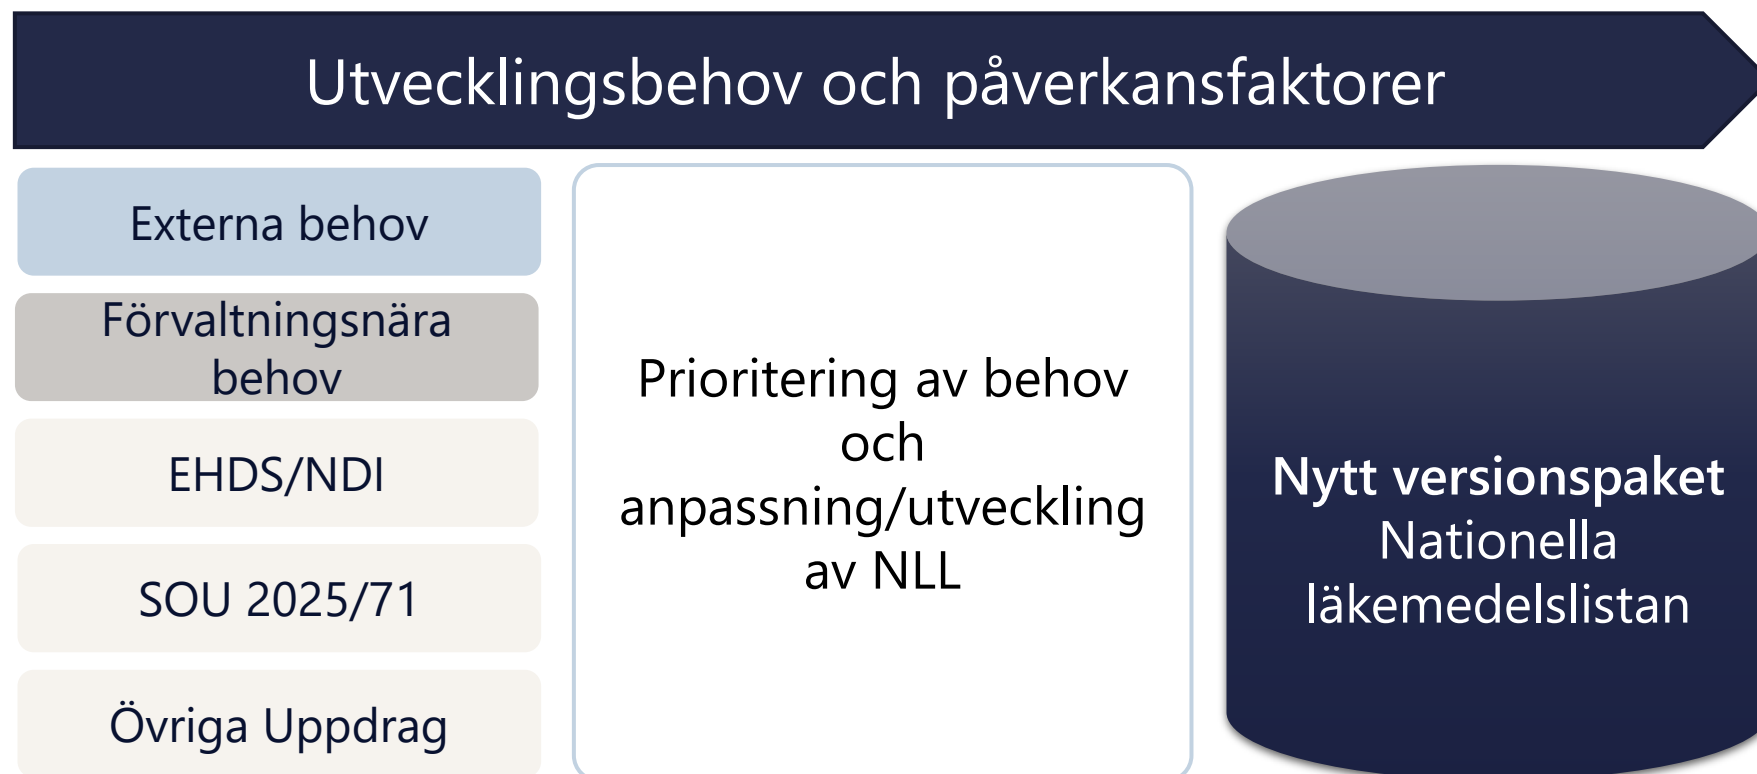 Utvecklingsbehov och påverkansfaktorer
Externa behov
Förvaltningsnära
behov
EHDS/NDI
SOU 2025/71
Övriga Uppdrag
Prioritering av behov
och
anpassning/utveckling
av NLL
Nytt versionspaket
Nationella
läkemedelslistan